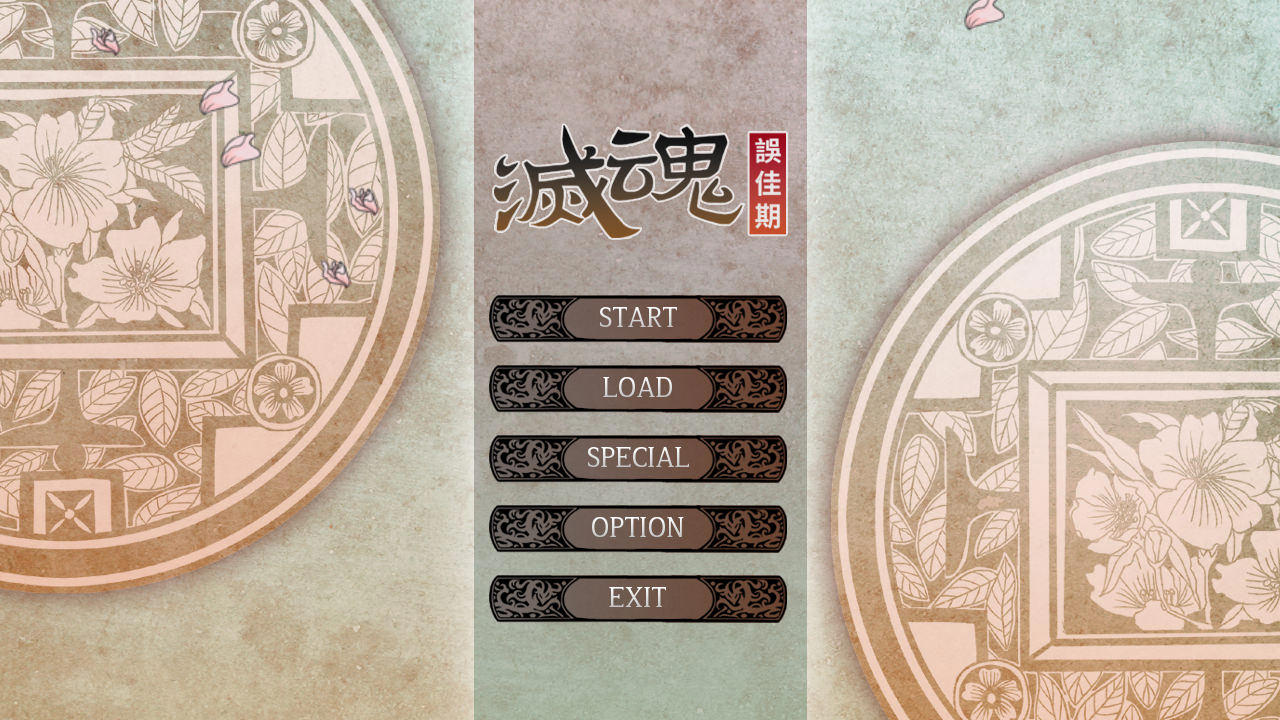 滅魂
誤佳期
START
LOAD
SPECIAL
OPTION
EXIT